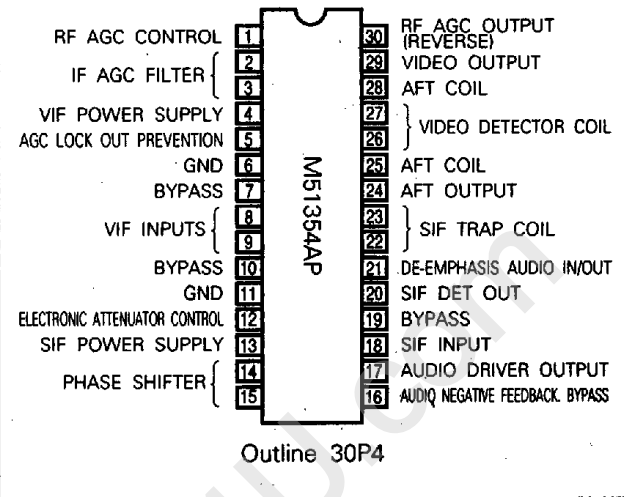 RF AGC CONTROL 1
IF AGC FILTER 2
3
VIF POWER SUPPLY 4
AGC LOCK OUT PREVENTION 5
GND 6
BYPASS 7
VIF INPUTS 8
9
BYPASS 10
GND 11
ELECTRONIC ATTENUATOR CONTROL 12
SIF POWER SUPPLY 13
PHASE SHIFTER 14
15
M51354AP
30 RF AGC OUTPUT
(REVERSE)
29 VIDEO OUTPUT
28 AFT COIL
27 VIDEO DETECTOR COIL
26
25 AFT COIL
24 AFT OUTPUT
23 SIF TRAP COIL
22
21 DE-EMPHASIS AUDIO IN/OUT
20 SIF DET OUT
19 BYPASS
18 SIF INPUT
17 AUDIO DRIVER OUTPUT
16 AUDIO NEGATIVE FEEDBACK BYPASS
Outline 30P4